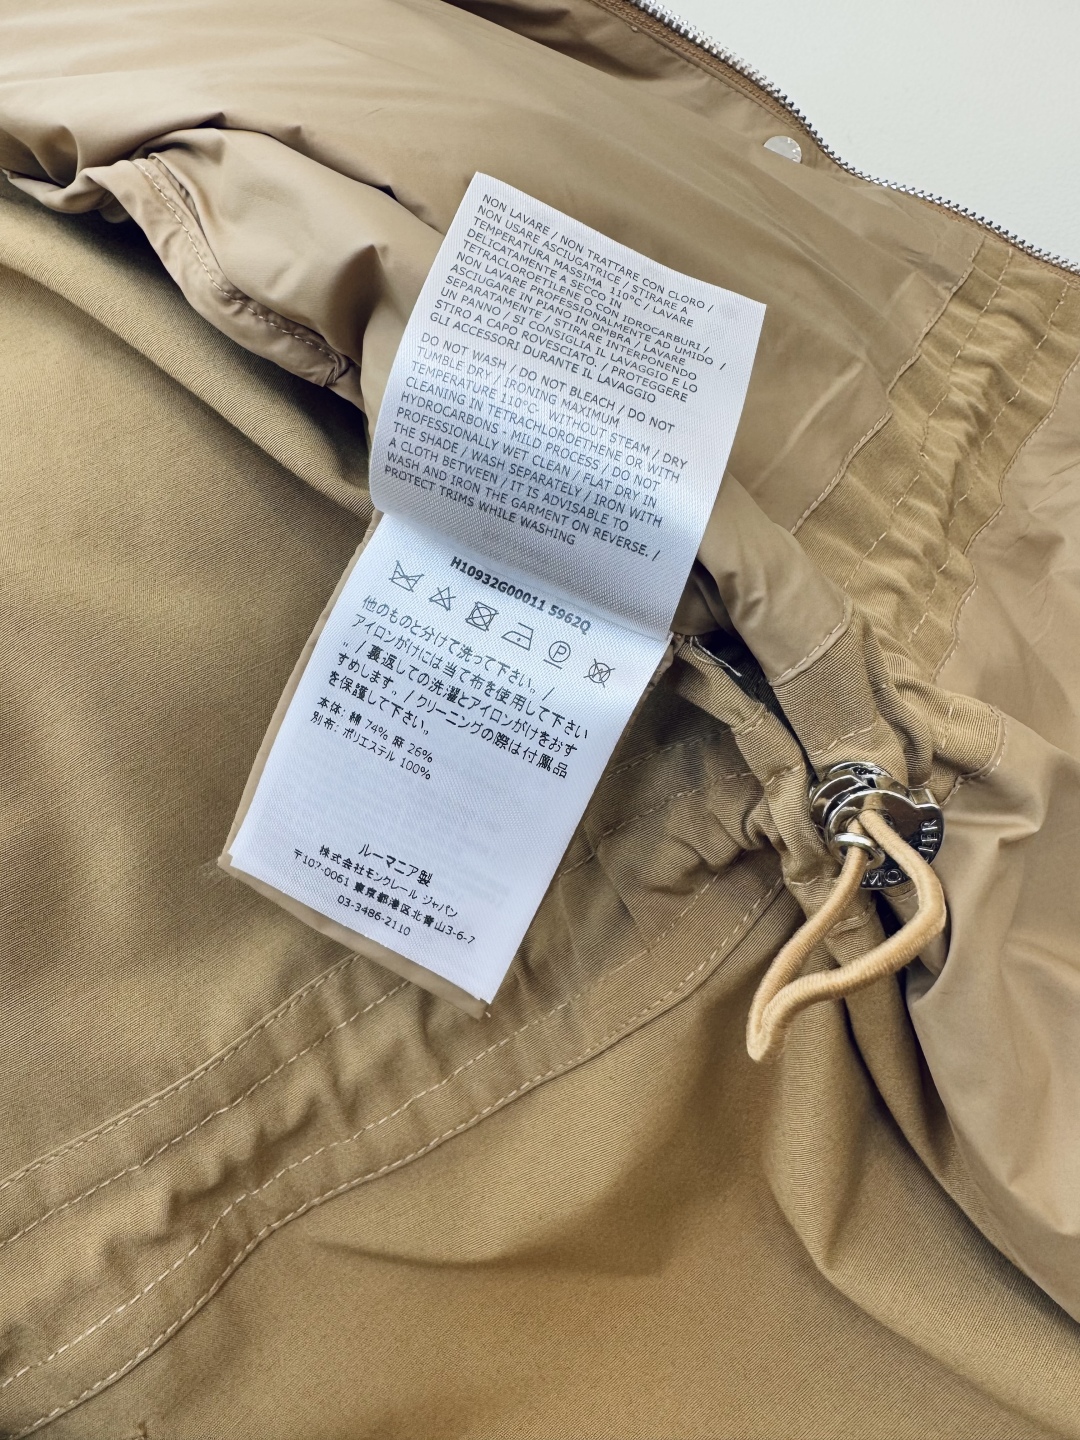 NON LAVARE / NON TRATTARE CON CLORO /
NON USARE ASCIUGATRICE / STIRARE A
TEMPERATURA MASSIMA 110°C / LAVARE
DELICATAMENTE A SECCO IN
TETRACLOROETILENE O CON IDROCARBURI /
NON LAVARE PROFESSIONALMENTE AD UMIDO /
ASCIUGARE IN PIANO AD OMBRA / LAVARE
SEPARATAMENTE / STIRARE INTERPONENDO
UN PANNO / SI CONSIGLIA IL LAVAGGIO E LO
STIRO A CAPO ROVESCIATO. / PROTEGGERE
GLI ACCESSORI DURANTE IL LAVAGGIO
DO NOT WASH / DO NOT BLEACH / DO NOT
TUMBLE DRY / IRONING MAXIMUM
TEMPERATURE 110°C, WITHOUT STEAM / DRY
CLEANING IN TETRACHLOROETHENE OR WITH
HYDROCARBONS - MILD PROCESS / DO NOT
PROFESSIONALLY WET CLEAN / FLAT DRY IN
THE SHADE / WASH SEPARATELY / IRON WITH
A CLOTH BETWEEN / IT IS ADVISABLE TO
WASH AND IRON THE GARMENT ON REVERSE. /
PROTECT TRIMS WHILE WASHING
H10932G00011 5962Q
P
他のものと分けて洗って下さい。 /
アイロンがけには当て布を使用して下さい
。 / 裏返しての洗濯とアイロンがけをおす
すめします。 / クリーニングの際は付属品
を保護して下さい。
本体: 綿 74% 麻 26%
別布: ポリエステル 100%
ルーマニア製
株式会社モンクレール ジャパン
〒107-0061 東京都港区北青山3-6-7
03-3486-2110